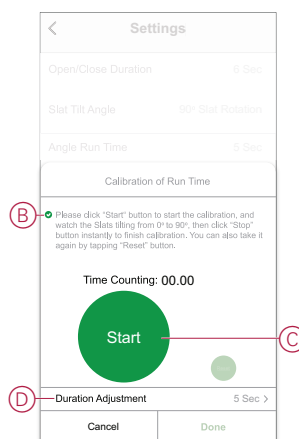 Settings
Open/Close Duration 6 Sec
Slat Tilt Angle 90° Slat Rotation
Angle Run Time 5 Sec
Calibration of Run Time
B
Please click "Start" button to start the calibration, and
watch the Slats tilting from 0° to 90°, then click "Stop"
button instantly to finish calibration. You can also take it
again by tapping "Reset" button.
Time Counting: 00.00
Start
C
D
Duration Adjustment 5 Sec >
Cancel Done